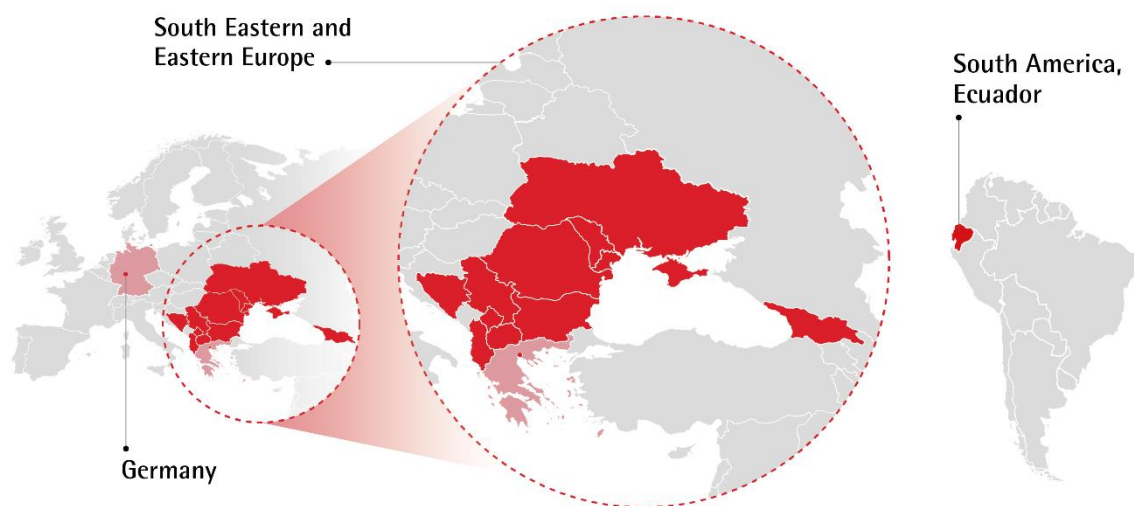 South Eastern and
Eastern Europe
South America,
Ecuador
Germany